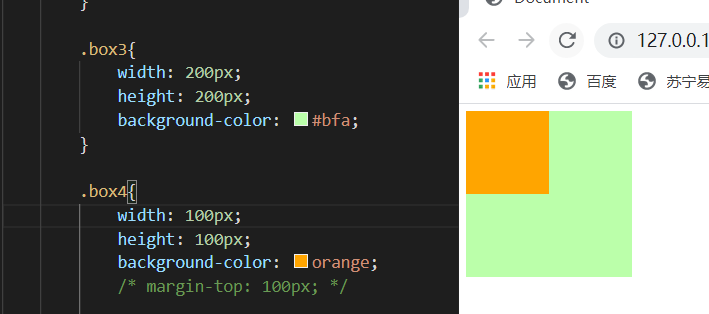 }
.box3{
width: 200px;
height: 200px;
background-color: #bfa;
}
.box4{
width: 100px;
height: 100px;
background-color: orange;
/* margin-top: 100px; */
Document
127.0.0.1
应用 百度 苏宁易